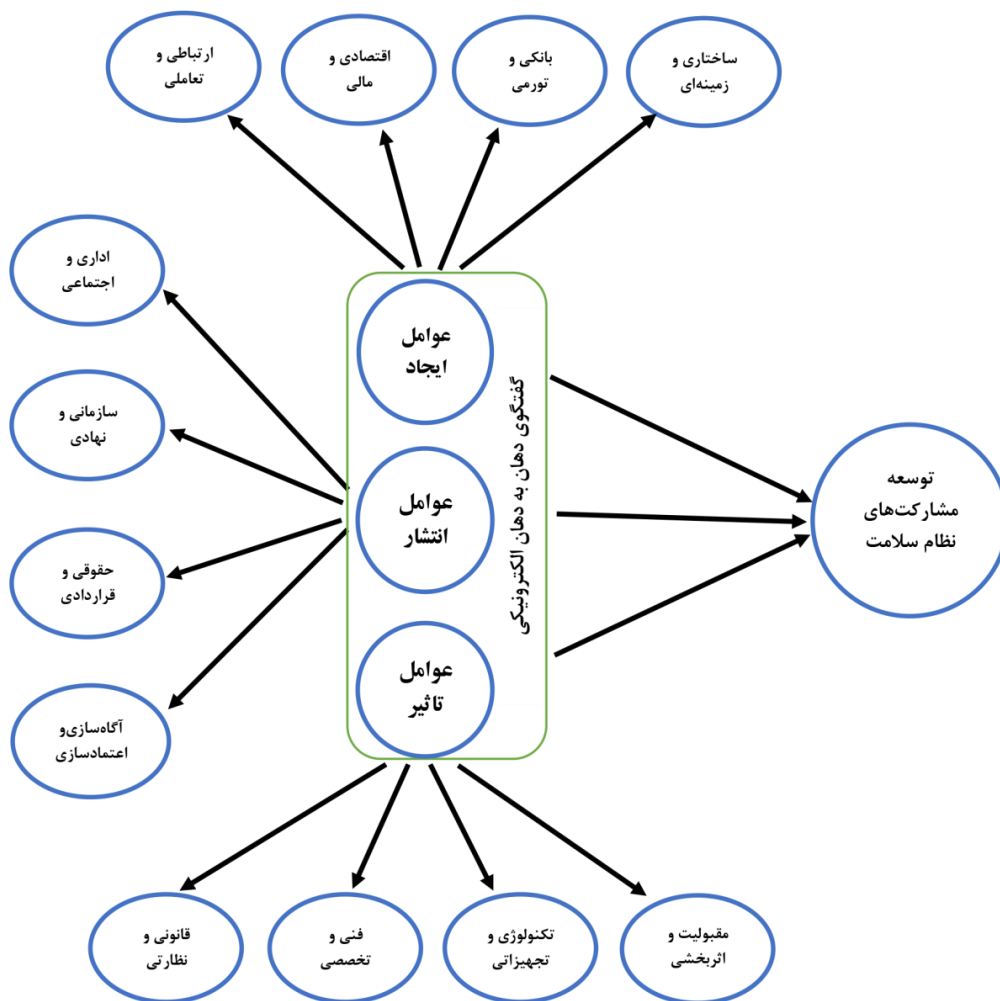 ساختاری و
زمینه‌ای
بانکی و
تورمی
اقتصادی و
مالی
ارتباطی و
تعاملی
اداری و
اجتماعی
سازمانی و
نهادی
حقوقی و
قراردادی
آگاه‌سازی‌و
اعتمادسازی
عوامل
ایجاد
عوامل
انتشار
عوامل
تاثیر
گفتگوی دهان به دهان الکترونیکی
توسعه
مشارکت‌های
نظام سلامت
مقبولیت و
اثربخشی
تکنولوژی و
تجهیزاتی
فنی و
تخصصی
قانونی و
نظارتی